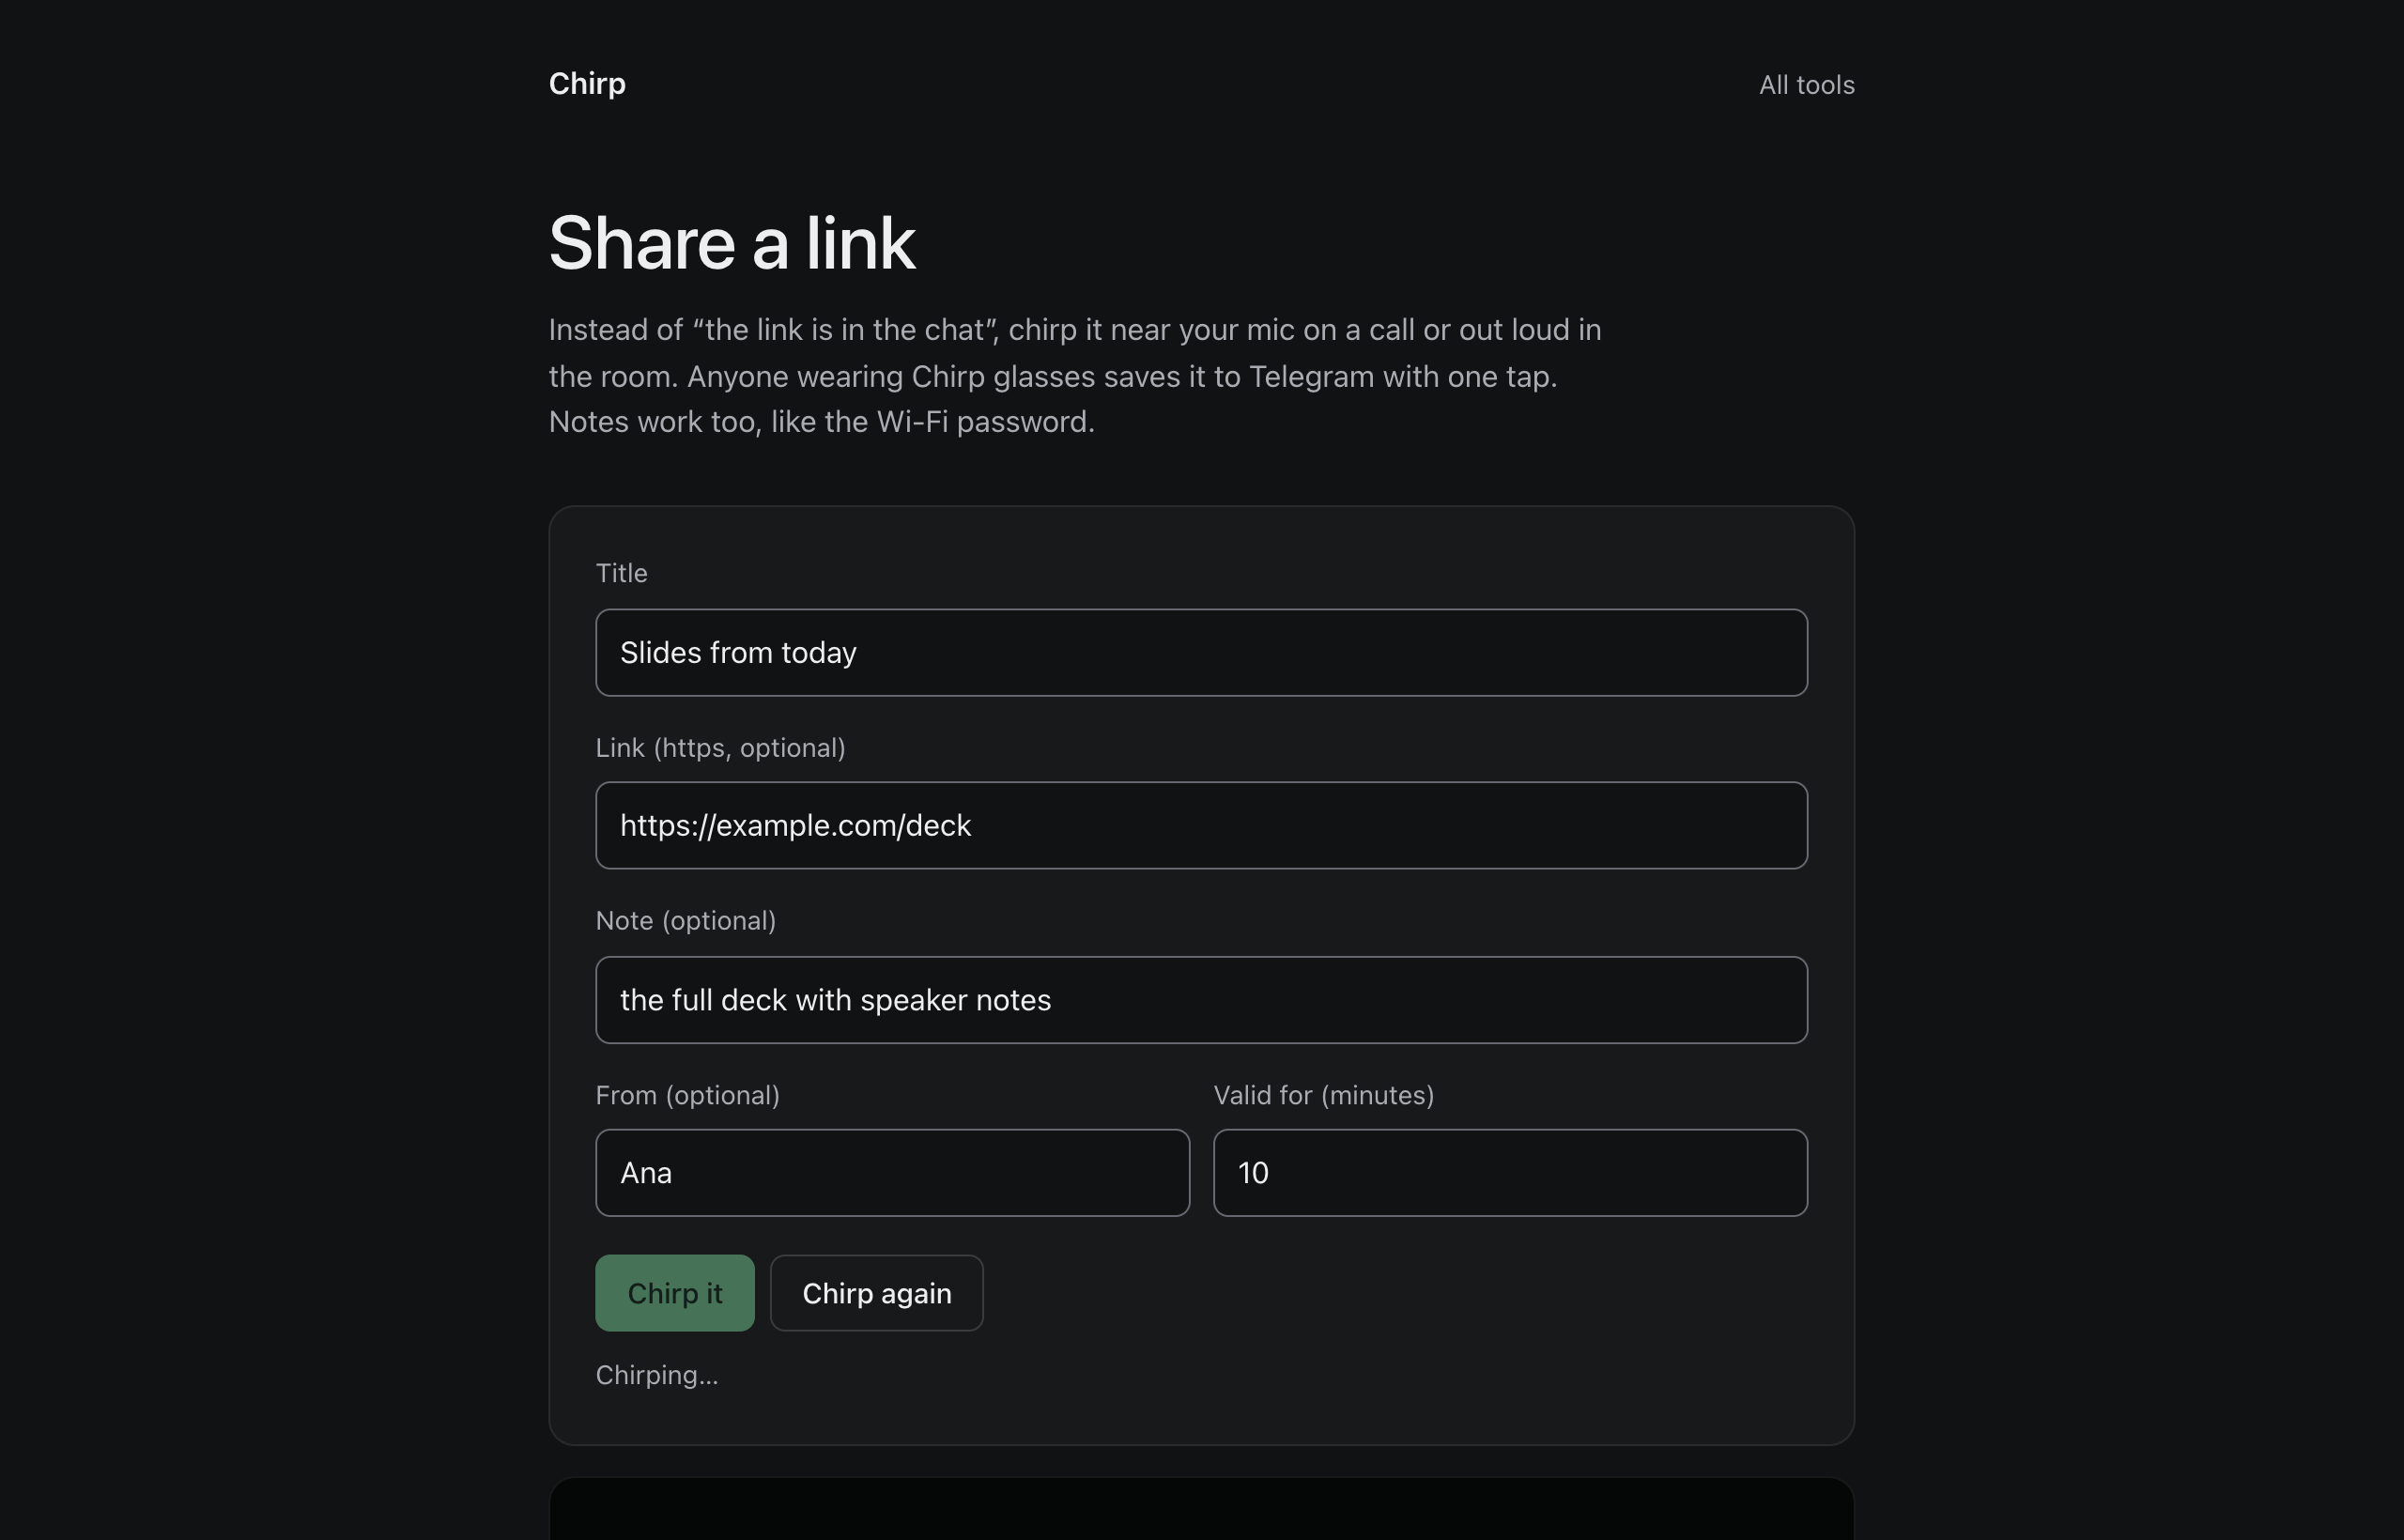 Chirp
All tools
Share a link
Instead of “the link is in the chat”, chirp it near your mic on a call or out loud in
the room. Anyone wearing Chirp glasses saves it to Telegram with one tap.
Notes work too, like the Wi-Fi password.
Title
Slides from today
Link (https, optional)
https://example.com/deck
Note (optional)
the full deck with speaker notes
From (optional)
Valid for (minutes)
Ana
10
Chirp it
Chirp again
Chirping…